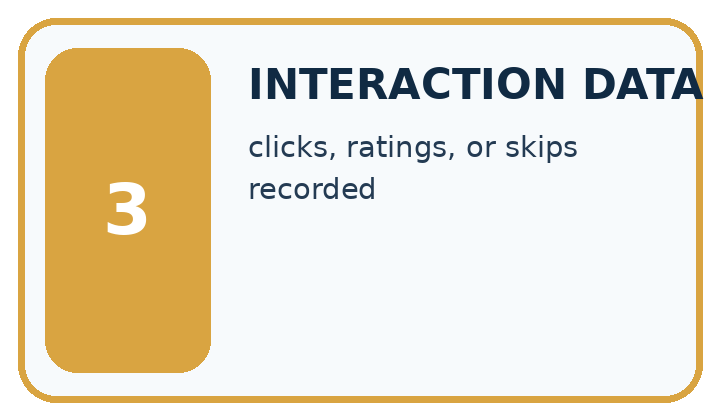 3
INTERACTION DATA
clicks, ratings, or skips
recorded